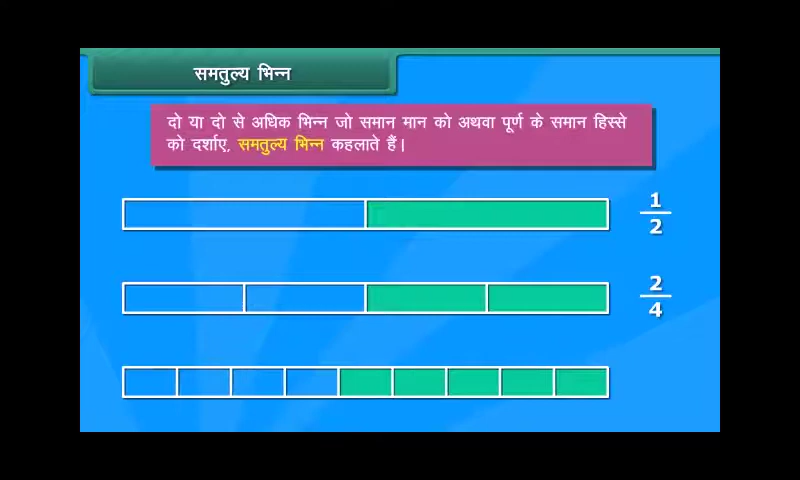 समतुल्य भिन्न
दो या दो से अधिक भिन्न जो समान मान को अथवा पूर्ण के समान हिस्से
को दर्शाए, समतुल्य भिन्न कहलाते हैं।
1
2
2
4